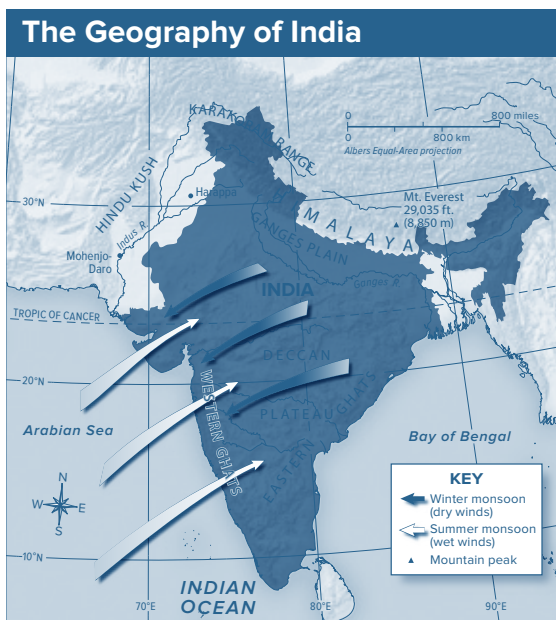 The Geography of India
KARAKORAM RANGE
0 800 miles
0 800 km
Albers Equal-Area projection
HINDU KUSH
30°N
Harappa
Mt. Everest
29,035 ft.
(8,850 m)
HIMALAYA
Indus R.
GANGES PLAIN
Mohenjo-
Daro
Ganges R.
INDIA
TROPIC OF CANCER
DECCAN
PLATEAU
20°N
WESTERN GHATS
EASTERN GHATS
Arabian Sea
Bay of Bengal
N
W E
S
KEY
Winter monsoon
(dry winds)
Summer monsoon
(wet winds)
Mountain peak
10°N
INDIAN
OCEAN
70°E
80°E
90°E